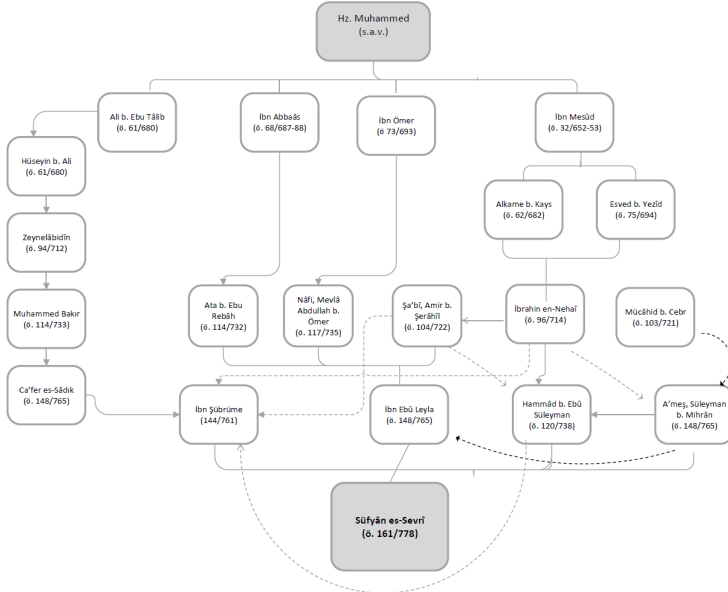 Hz. Muhammed
(s.a.v.)
Ali b. Ebu Tâlib
(ö. 61/680)
İbn Abbaâs
(ö. 68/687-88)
İbn Ömer
(ö 73/693)
İbn Mesûd
(ö. 32/652-53)
Hüseyin b. Ali
(ö. 61/680)
Alkame b. Kays
(ö. 62/682)
Esved b. Yezîd
(ö. 75/694)
Zeynelâbidîn
(ö. 94/712)
Muhammed Bakır
(ö. 114/733)
Ata b. Ebu
Rebâh
(ö. 114/732)
Nâfi, Mevlâ
Abdullah b.
Ömer
(ö. 117/735)
Şa’bî, Amir b.
Şerâhîl
(ö. 104/722)
İbrahin en-Nehaî
(ö. 96/714)
Mücâhid b. Cebr
(ö. 103/721)
Ca’fer es-Sâdık
(ö. 148/765)
İbn Şübrüme
(144/761)
İbn Ebû Leyla
(ö. 148/765)
Hammâd b. Ebû
Süleyman
(ö. 120/738)
A’meş, Süleyman
b. Mihrân
(ö. 148/765)
Süfyân es-Sevrî
(ö. 161/778)